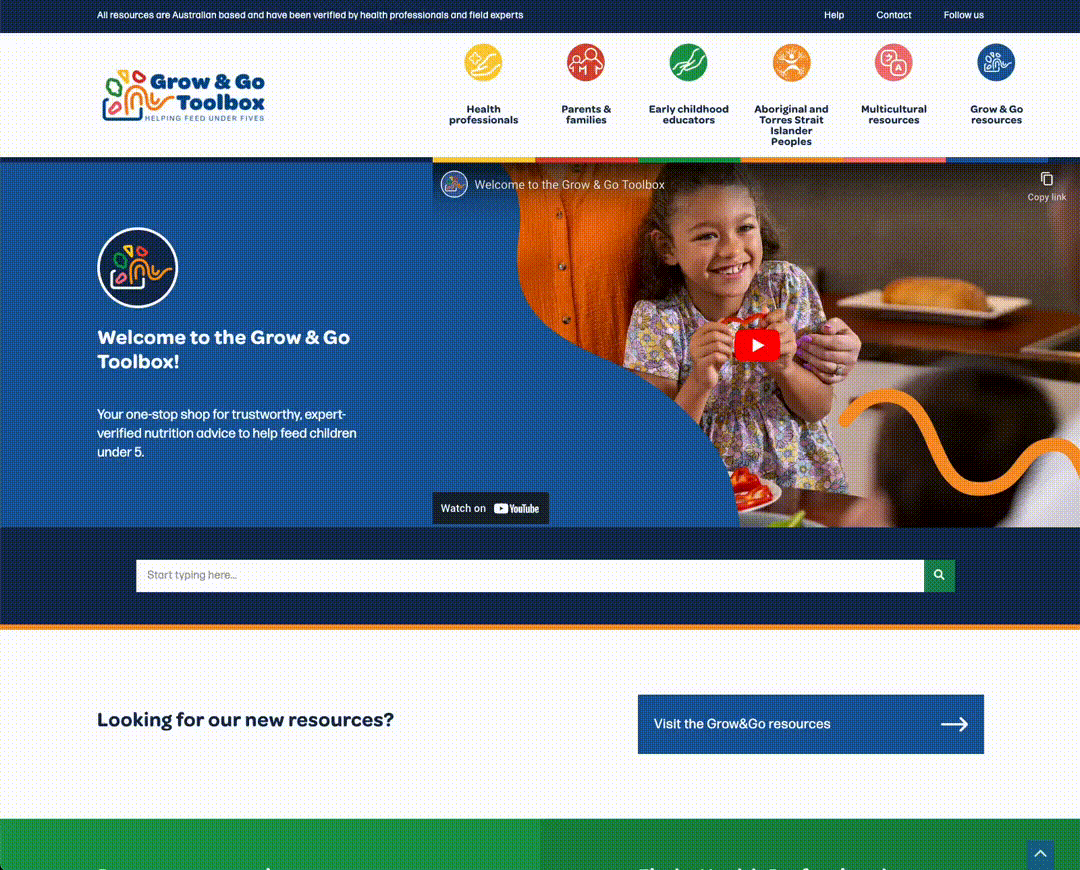 All resources are Australian based and have been verified by health professionals and field experts
Help
Contact
Follow us
Grow & Go
Toolbox
HELPING FEED UNDER FIVES
Health
professionals
Parents &
families
Early childhood
educators
Aboriginal and
Torres Strait
Islander
Peoples
Multicultural
resources
Grow & Go
resources
Welcome to the Grow & Go Toolbox
Copy link
Welcome to the Grow & Go
Toolbox!
Your one-stop shop for trustworthy, expert-
verified nutrition advice to help feed children
under 5.
Watch on YouTube
Start typing here...
Looking for our new resources?
Visit the Grow&Go resources